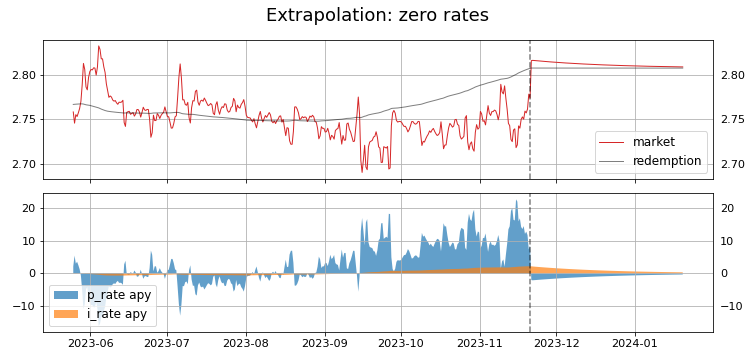 Extrapolation: zero rates
2.80 2.80
2.75 2.75
2.70 2.70
market
redemption
20 20
10 10
0 0
−10 −10
p_rate apy
i_rate apy
2023-06 2023-07 2023-08 2023-09 2023-10 2023-11 2023-12 2024-01